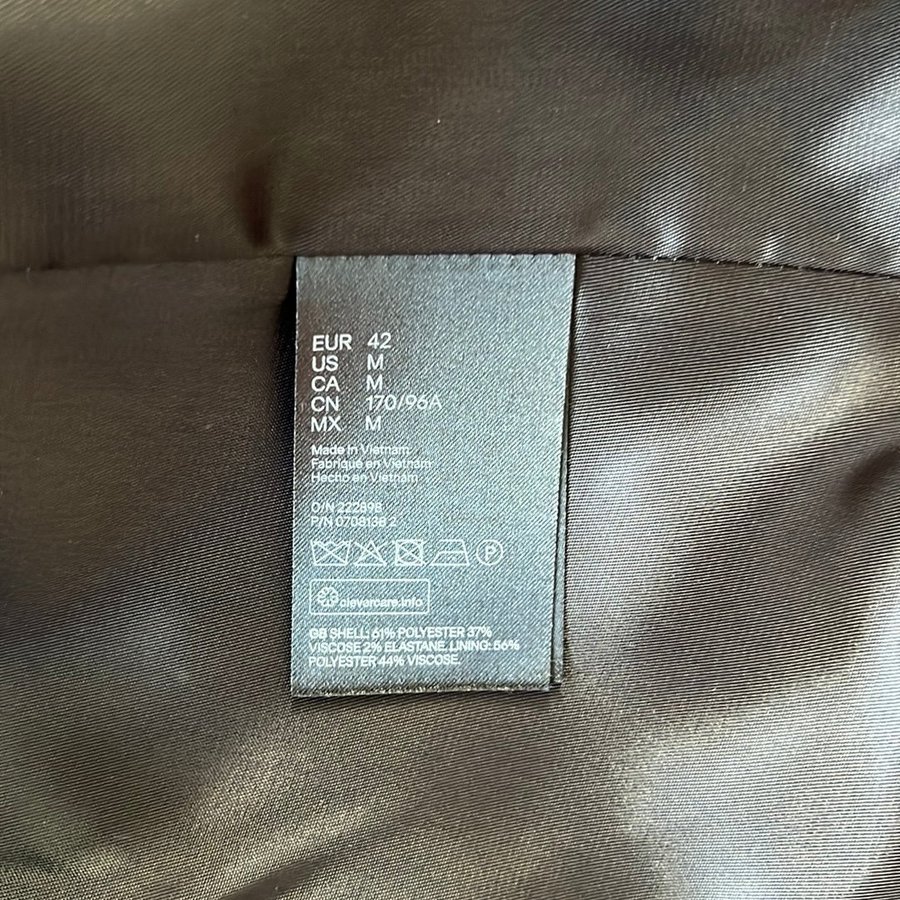 EUR 42
US M
CA M
CN 170/96A
MX M
Made in Vietnam
Fabriqué en Vietnam
Hecho en Vietnam
O/N 222898
P/N 0708138 2
P
clevercare.info
GB SHELL: 61% POLYESTER 37%
VISCOSE 2% ELASTANE. LINING: 56%
POLYESTER 44% VISCOSE.